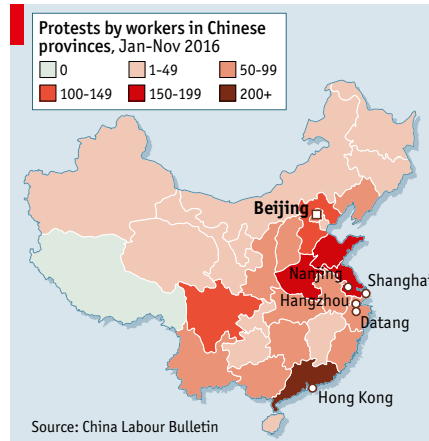 Protests by workers in Chinese
provinces, Jan-Nov 2016
0 1-49 50-99
100-149 150-199 200+
Beijing
Nanjing
Shanghai
Hangzhou
Datang
Hong Kong
Source: China Labour Bulletin